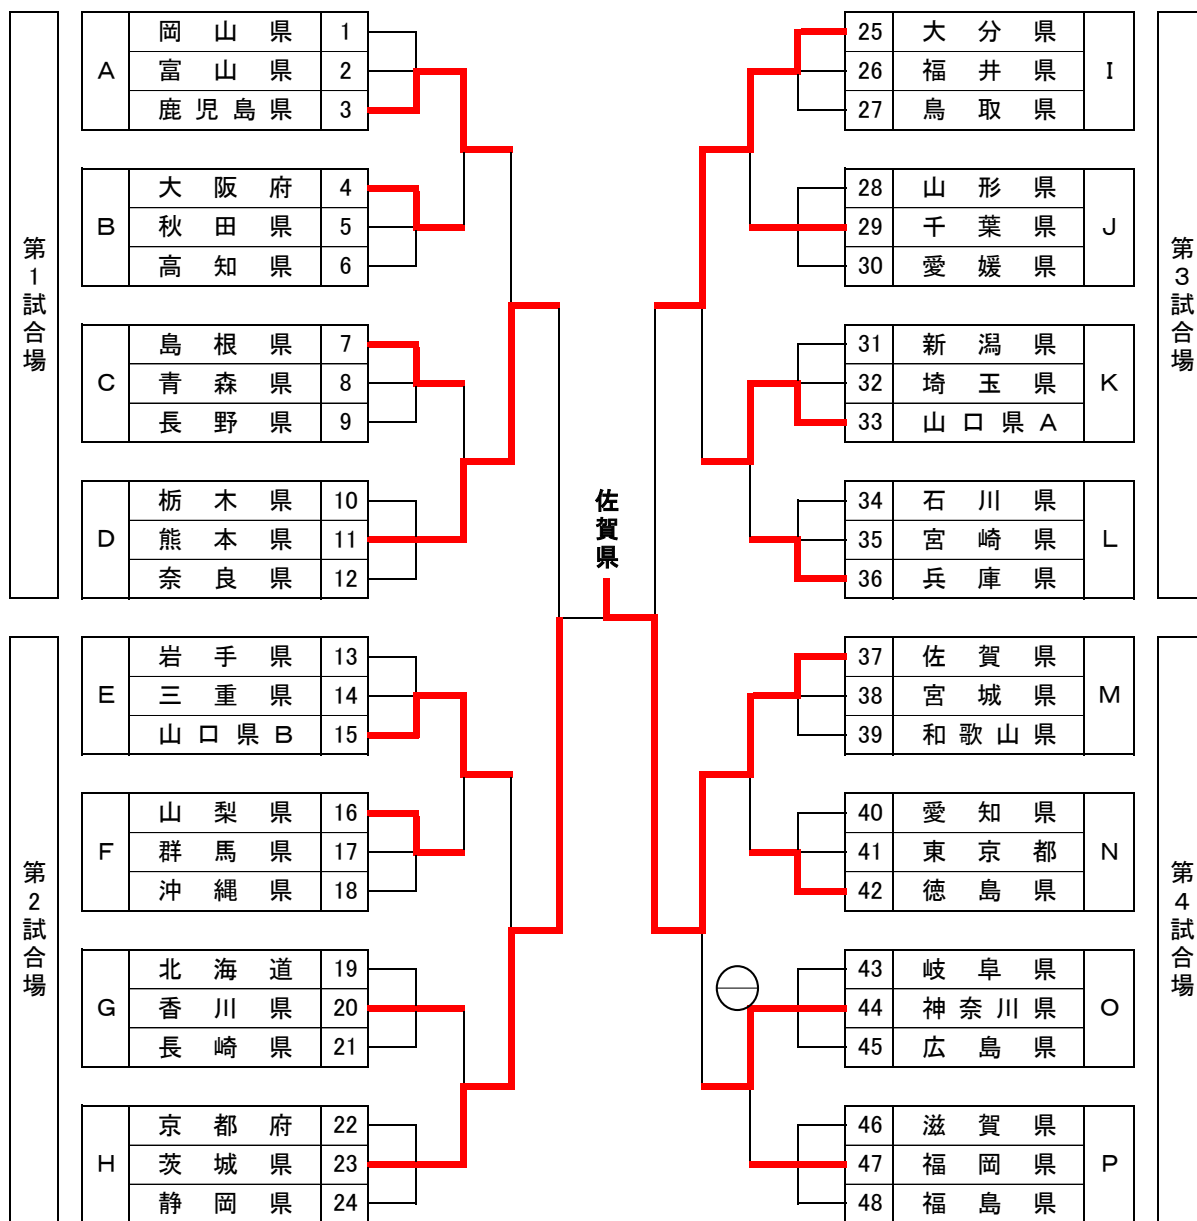 第1試合場
A
岡山県 1
富山県 2
鹿児島県 3
B
大阪府 4
秋田県 5
高知県 6
C
島根県 7
青森県 8
長野県 9
D
栃木県 10
熊本県 11
奈良県 12
第2試合場
E
岩手県 13
三重県 14
山口県B 15
F
山梨県 16
群馬県 17
沖縄県 18
G
北海道 19
香川県 20
長崎県 21
H
京都府 22
茨城県 23
静岡県 24
佐賀県
25 大分県
26 福井県
27 鳥取県
I
28 山形県
29 千葉県
30 愛媛県
J
31 新潟県
32 埼玉県
33 山口県A
K
34 石川県
35 宮崎県
36 兵庫県
L
第3試合場
37 佐賀県
38 宮城県
39 和歌山県
M
40 愛知県
41 東京都
42 徳島県
N
43 岐阜県
44 神奈川県
45 広島県
O
46 滋賀県
47 福岡県
48 福島県
P
第4試合場